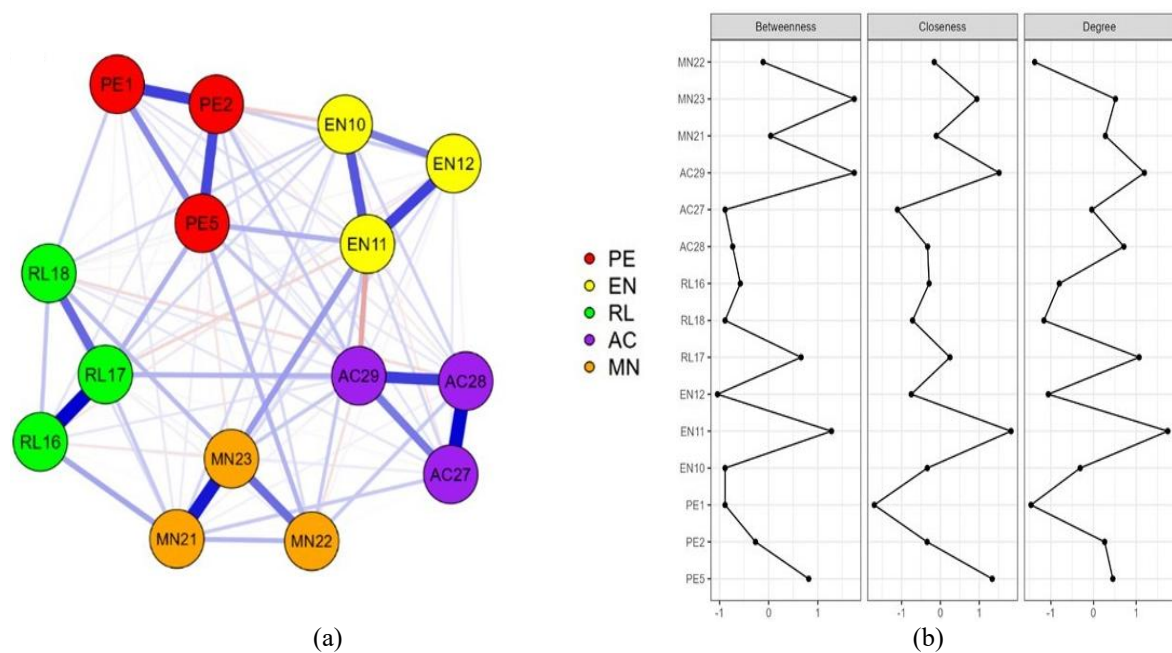 PE1
PE2
EN10
EN12
PE5
EN11
RL18
RL17
AC29
AC28
RL16
MN23
AC27
MN21
MN22
PE
EN
RL
AC
MN
(a)
Betweenness Closeness Degree
MN22
MN23
MN21
AC29
AC27
AC28
RL16
RL18
RL17
EN12
EN11
EN10
PE1
PE2
PE5
-1 0 1 -1 0 1 -1 0 1
(b)